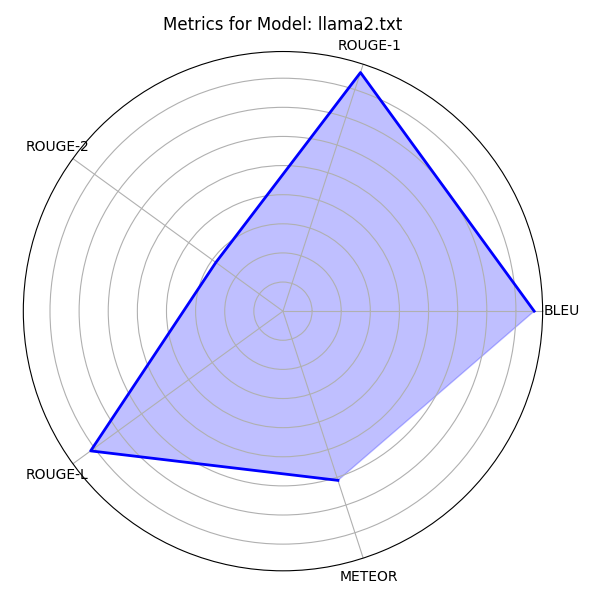 Metrics for Model: llama2.txt
ROUGE-1
ROUGE-2
BLEU
ROUGE-L
METEOR